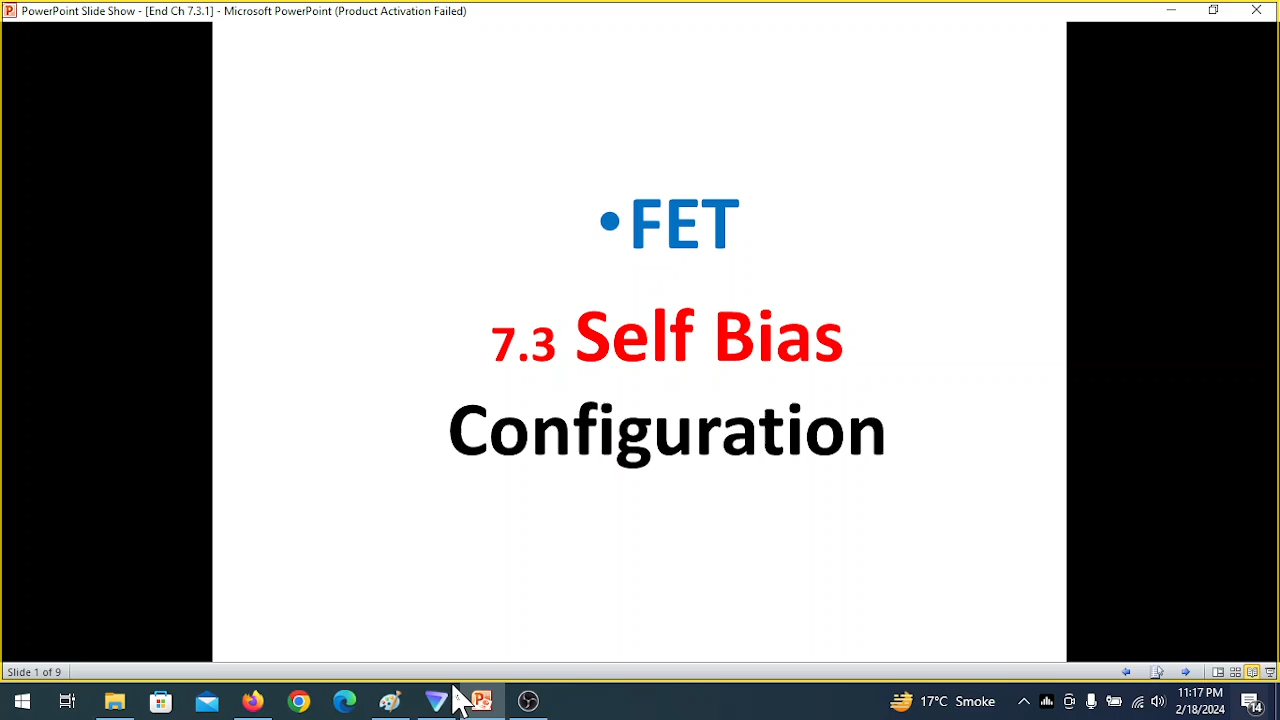 PowerPoint Slide Show - [End Ch 7.3.1] - Microsoft PowerPoint (Product Activation Failed)
•FET
7.3 Self Bias
Configuration
Slide 1 of 9
17°C Smoke
11:17 PM
2/18/2024
14